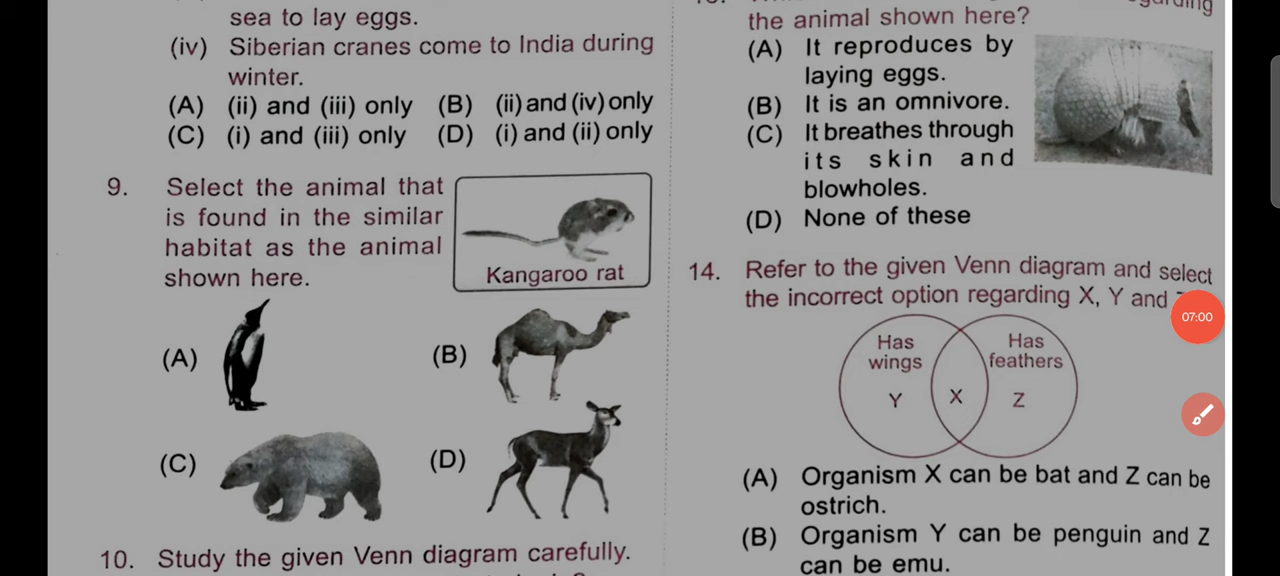 sea to lay eggs.
(iv) Siberian cranes come to India during
winter.
(A) (ii) and (iii) only (B) (ii) and (iv) only
(C) (i) and (iii) only (D) (i) and (ii) only
9. Select the animal that
is found in the similar
habitat as the animal
shown here.
Kangaroo rat
(A)
(B)
(C)
(D)
10. Study the given Venn diagram carefully.
the animal shown here?
(A) It reproduces by
laying eggs.
(B) It is an omnivore.
(C) It breathes through
its skin and
blowholes.
(D) None of these
14. Refer to the given Venn diagram and select
the incorrect option regarding X, Y and
07:00
Has
wings
Has
feathers
Y
X
Z
(A) Organism X can be bat and Z can be
ostrich.
(B) Organism Y can be penguin and Z
can be emu.